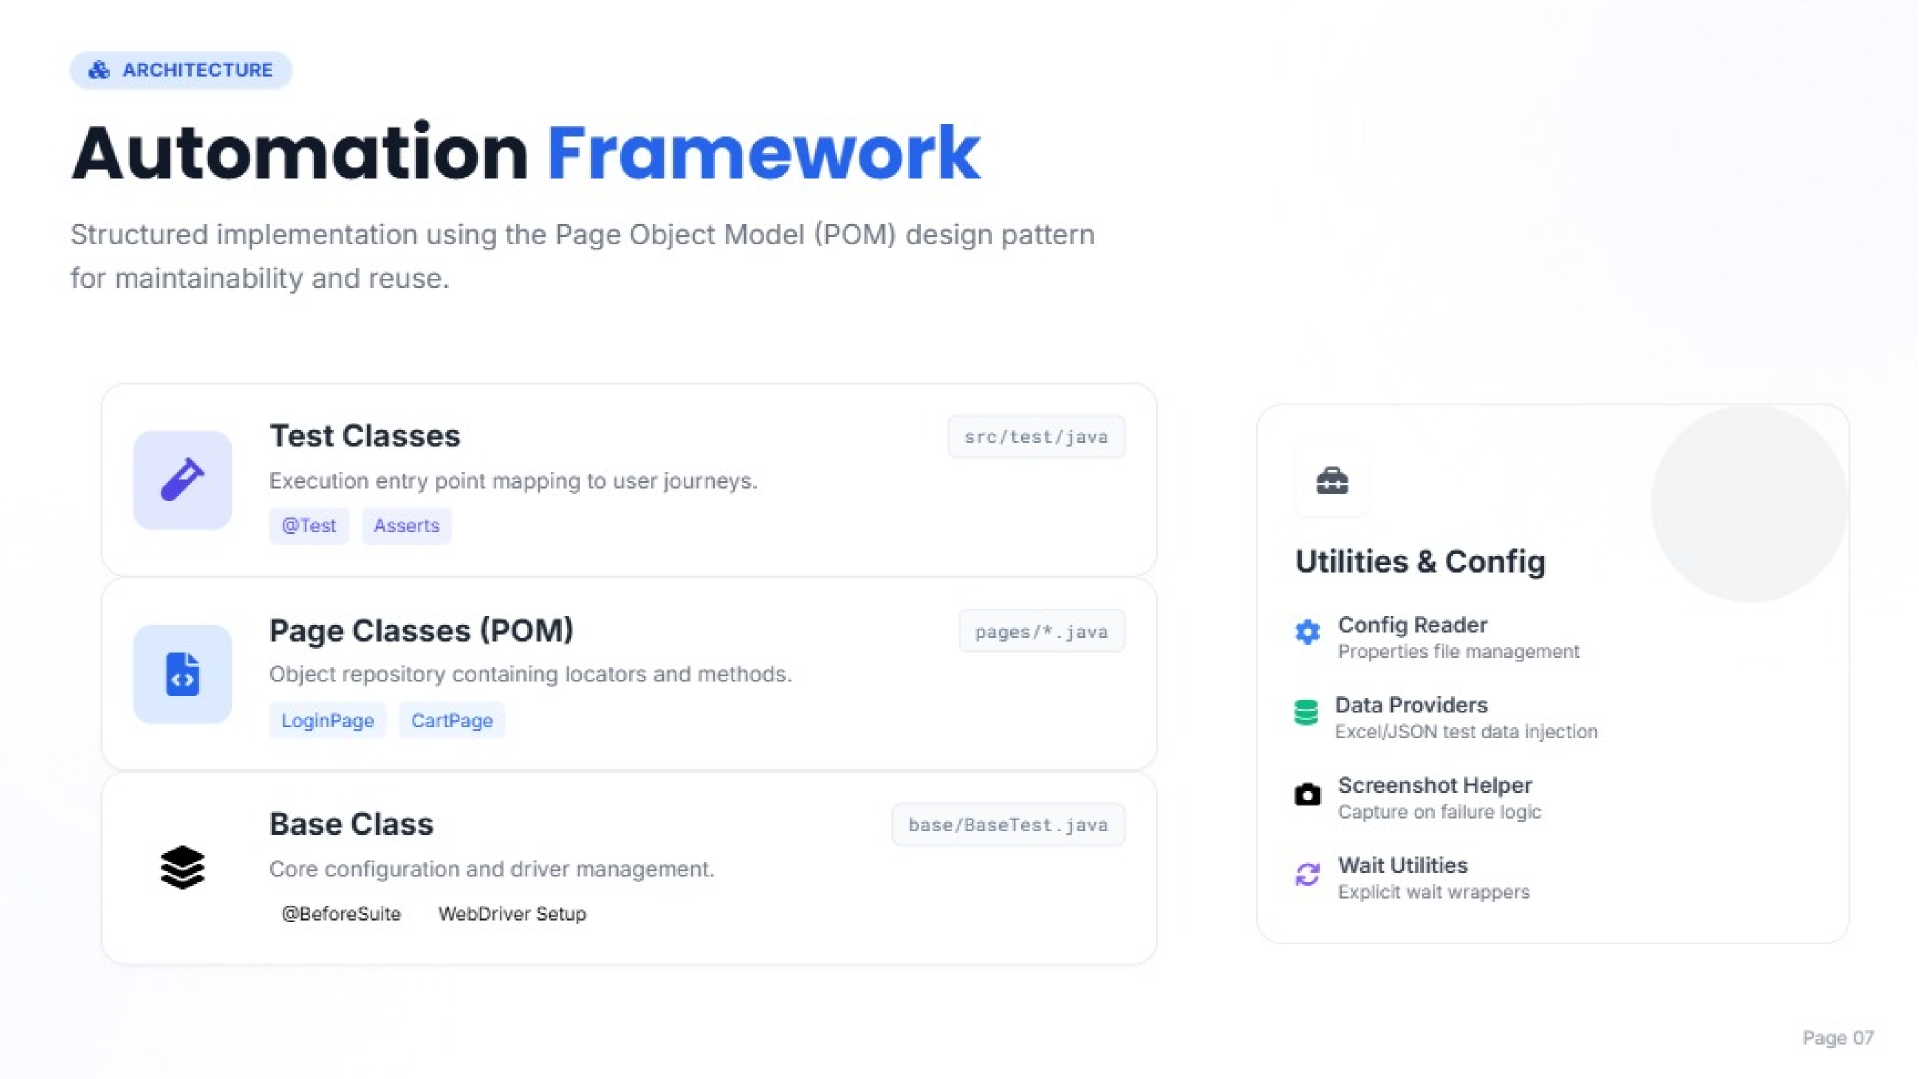 ARCHITECTURE
Automation Framework
Structured implementation using the Page Object Model (POM) design pattern
for maintainability and reuse.
Test Classes
src/test/java
Execution entry point mapping to user journeys.
@Test Asserts
Page Classes (POM)
pages/*.java
Object repository containing locators and methods.
LoginPage CartPage
Base Class
base/BaseTest.java
Core configuration and driver management.
@BeforeSuite WebDriver Setup
Utilities & Config
Config Reader
Properties file management
Data Providers
Excel/JSON test data injection
Screenshot Helper
Capture on failure logic
Wait Utilities
Explicit wait wrappers
Page 07